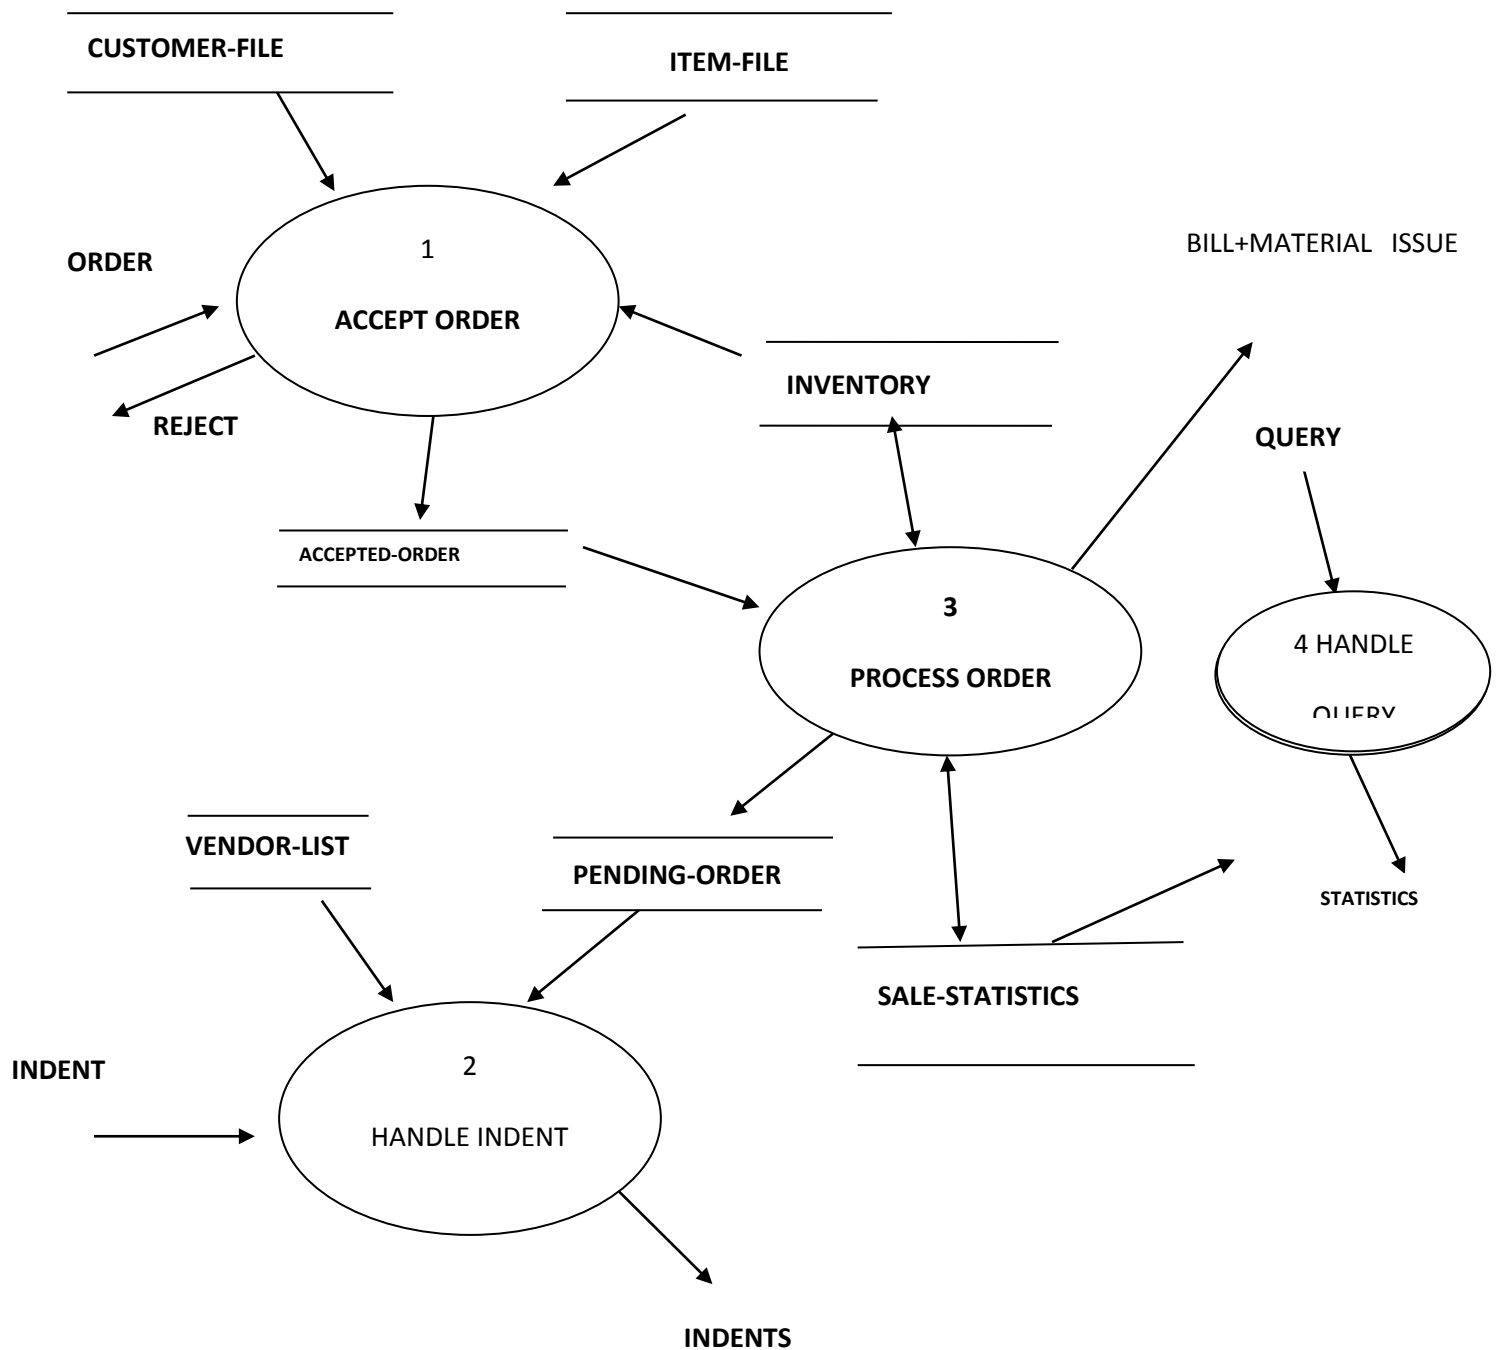 CUSTOMER-FILE
ITEM-FILE
1
ACCEPT ORDER
ORDER
REJECT
BILL+MATERIAL ISSUE
INVENTORY
QUERY
ACCEPTED-ORDER
3
PROCESS ORDER
4 HANDLE
QUERY
VENDOR-LIST
PENDING-ORDER
STATISTICS
SALE-STATISTICS
INDENT
2
HANDLE INDENT
INDENTS